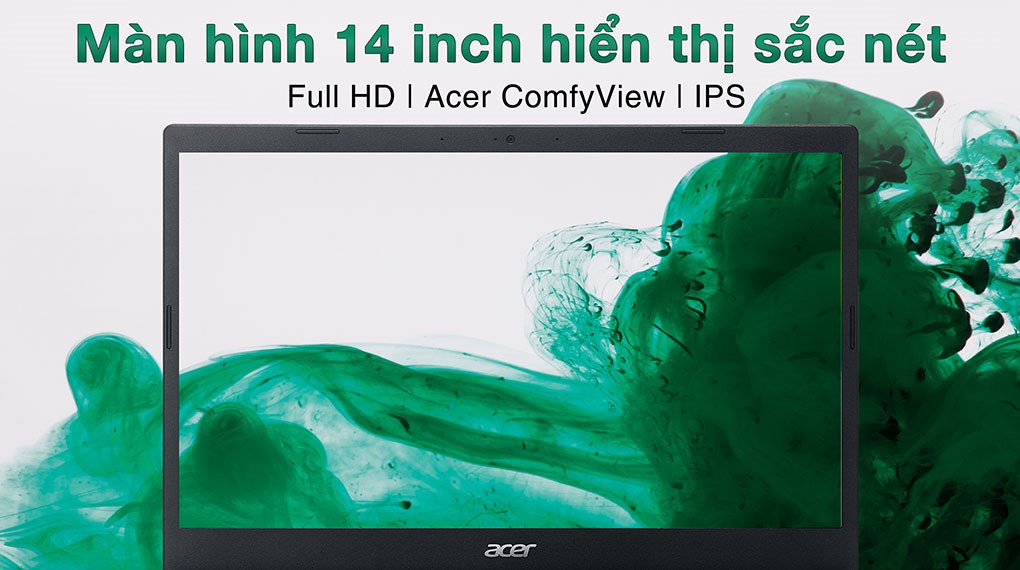 Màn hình 14 inch hiển thị sắc nét
Full HD | Acer ComfyView | IPS
acer